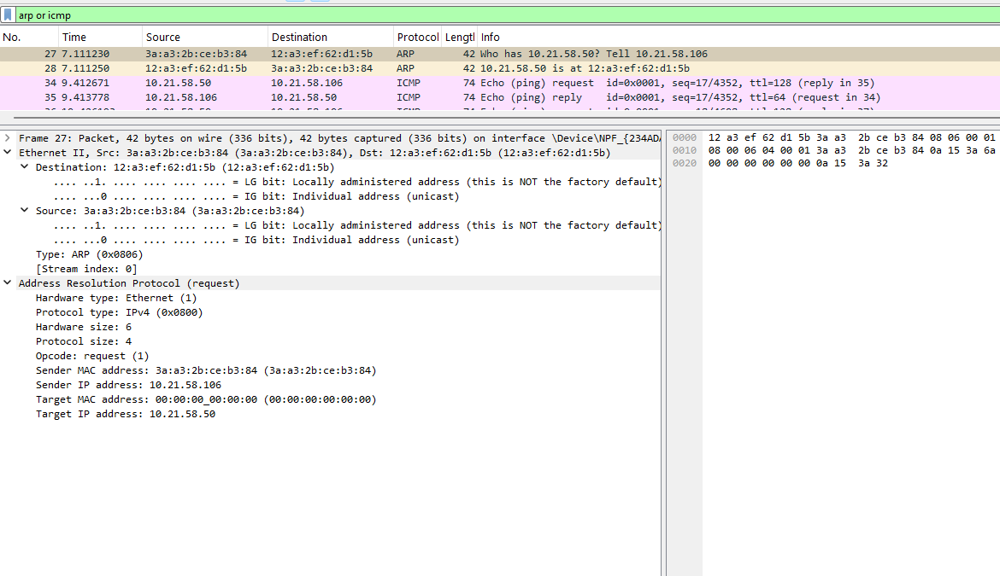 arp or icmp
No. Time Source Destination Protocol Lengtl Info
27 7.111230 3a:a3:2b:ce:b3:84 12:a3:ef:62:d1:5b ARP 42 Who has 10.21.58.50? Tell 10.21.58.106
28 7.111250 12:a3:ef:62:d1:5b 3a:a3:2b:ce:b3:84 ARP 42 10.21.58.50 is at 12:a3:ef:62:d1:5b
34 9.412671 10.21.58.50 10.21.58.106 ICMP 74 Echo (ping) request id=0x0001, seq=17/4352, ttl=128 (reply in 35)
35 9.413778 10.21.58.106 10.21.58.50 ICMP 74 Echo (ping) reply id=0x0001, seq=17/4352, ttl=64 (request in 34)
Frame 27: Packet, 42 bytes on wire (336 bits), 42 bytes captured (336 bits) on interface \Device\NPF_{234ADA
Ethernet II, Src: 3a:a3:2b:ce:b3:84 (3a:a3:2b:ce:b3:84), Dst: 12:a3:ef:62:d1:5b (12:a3:ef:62:d1:5b)
Destination: 12:a3:ef:62:d1:5b (12:a3:ef:62:d1:5b)
.... ..1. .... .... .... .... = LG bit: Locally administered address (this is NOT the factory default)
.... ...0 .... .... .... .... = IG bit: Individual address (unicast)
Source: 3a:a3:2b:ce:b3:84 (3a:a3:2b:ce:b3:84)
.... ..1. .... .... .... .... = LG bit: Locally administered address (this is NOT the factory default)
.... ...0 .... .... .... .... = IG bit: Individual address (unicast)
Type: ARP (0x0806)
[Stream index: 0]
Address Resolution Protocol (request)
Hardware type: Ethernet (1)
Protocol type: IPv4 (0x0800)
Hardware size: 6
Protocol size: 4
Opcode: request (1)
Sender MAC address: 3a:a3:2b:ce:b3:84 (3a:a3:2b:ce:b3:84)
Sender IP address: 10.21.58.106
Target MAC address: 00:00:00_00:00:00 (00:00:00:00:00:00)
Target IP address: 10.21.58.50
0000 12 a3 ef 62 d1 5b 3a a3 2b ce b3 84 08 06 00 01
0010 08 00 06 04 00 01 3a a3 2b ce b3 84 0a 15 3a 6a
0020 00 00 00 00 00 00 0a 15 3a 32